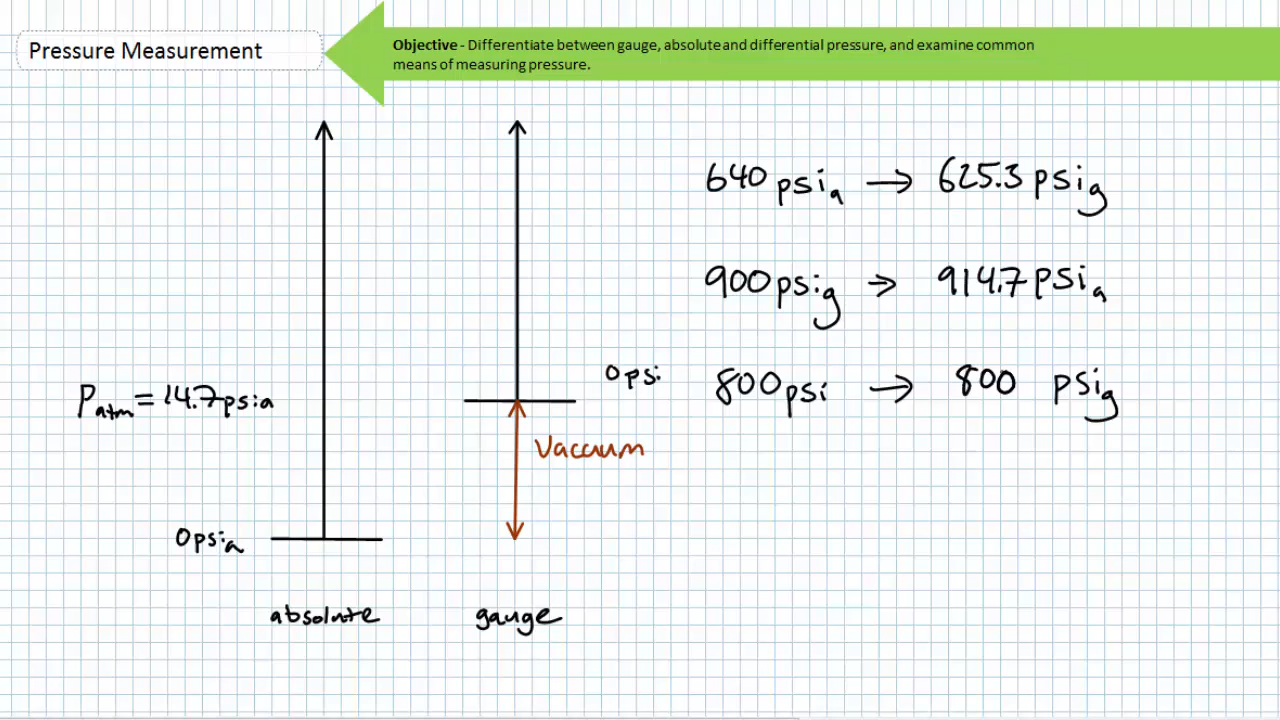 Pressure Measurement
Objective - Differentiate between gauge, absolute and differential pressure, and examine common
means of measuring pressure.
640 psia → 625.3 psig
900 psig → 914.7 psia
0 psi
800 psi → 800 psig
Patm = 14.7 psia
Vacuum
0 psia
absolute
gauge